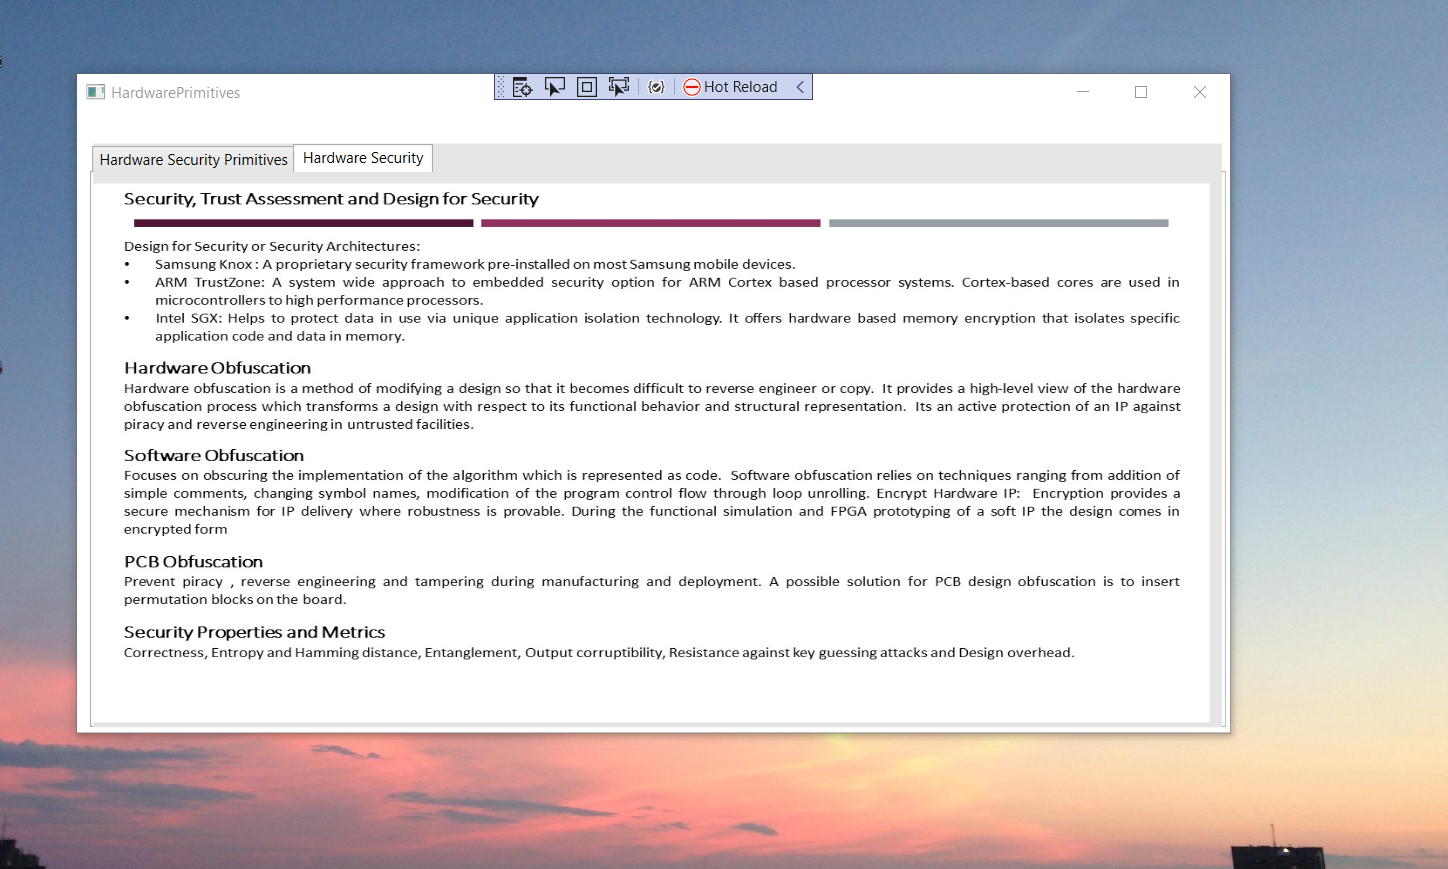 HardwarePrimitives
Hot Reload
Hardware Security Primitives
Hardware Security
Security, Trust Assessment and Design for Security
Design for Security or Security Architectures:
• Samsung Knox : A proprietary security framework pre-installed on most Samsung mobile devices.
• ARM TrustZone: A system wide approach to embedded security option for ARM Cortex based processor systems. Cortex-based cores are used in
microcontrollers to high performance processors.
• Intel SGX: Helps to protect data in use via unique application isolation technology. It offers hardware based memory encryption that isolates specific
application code and data in memory.
Hardware Obfuscation
Hardware obfuscation is a method of modifying a design so that it becomes difficult to reverse engineer or copy. It provides a high-level view of the hardware
obfuscation process which transforms a design with respect to its functional behavior and structural representation. Its an active protection of an IP against
piracy and reverse engineering in untrusted facilities.
Software Obfuscation
Focuses on obscuring the implementation of the algorithm which is represented as code. Software obfuscation relies on techniques ranging from addition of
simple comments, changing symbol names, modification of the program control flow through loop unrolling. Encrypt Hardware IP: Encryption provides a
secure mechanism for IP delivery where robustness is provable. During the functional simulation and FPGA prototyping of a soft IP the design comes in
encrypted form
PCB Obfuscation
Prevent piracy , reverse engineering and tampering during manufacturing and deployment. A possible solution for PCB design obfuscation is to insert
permutation blocks on the board.
Security Properties and Metrics
Correctness, Entropy and Hamming distance, Entanglement, Output corruptibility, Resistance against key guessing attacks and Design overhead.